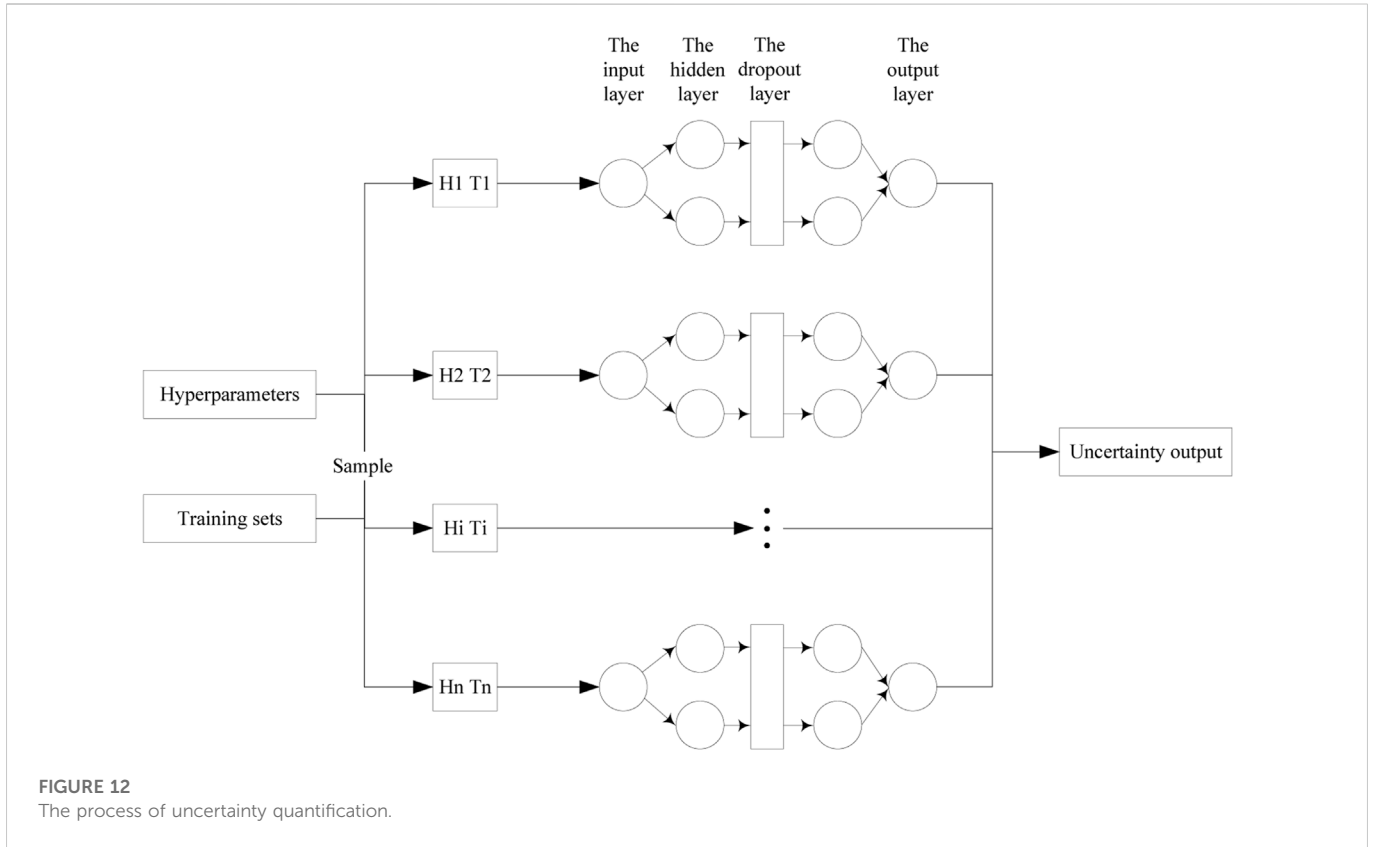 The
input
layer
The
hidden
layer
The
dropout
layer
The
output
layer
H1 T1
H2 T2
Hyperparameters
Sample
Uncertainty output
Training sets
Hi Ti
Hn Tn
FIGURE 12
The process of uncertainty quantification.